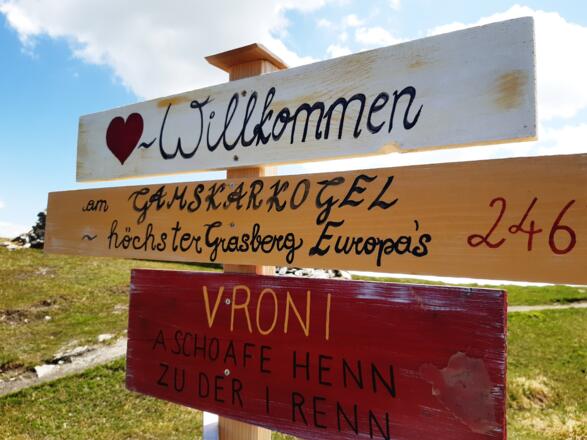 ~Willkommen
am GAMSKARKOGEL
~ höchster Grasberg Europa's
246
VRONI
A SCHOAFE HENN
ZU DER I RENN